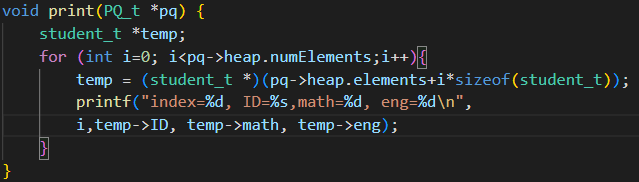 void print(PQ_t *pq) {
    student_t *temp;
    for (int i=0; i<pq->heap.numElements;i++){
        temp = (student_t *)(pq->heap.elements+i*sizeof(student_t));
        printf("index=%d, ID=%s,math=%d, eng=%d\n",
        i,temp->ID, temp->math, temp->eng);
    }
}